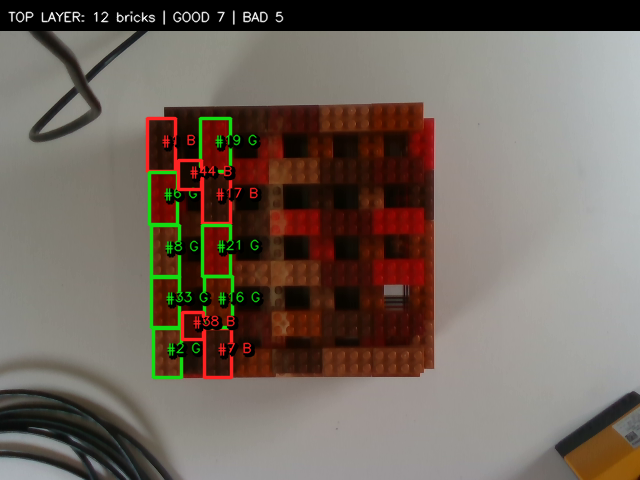 TOP LAYER: 12 bricks | GOOD 7 | BAD 5
#19 G
#44 B
#6 G
#17 B
#8 G
#21 G
#33 G
#16 G
#38 B
#2 G
#7 B